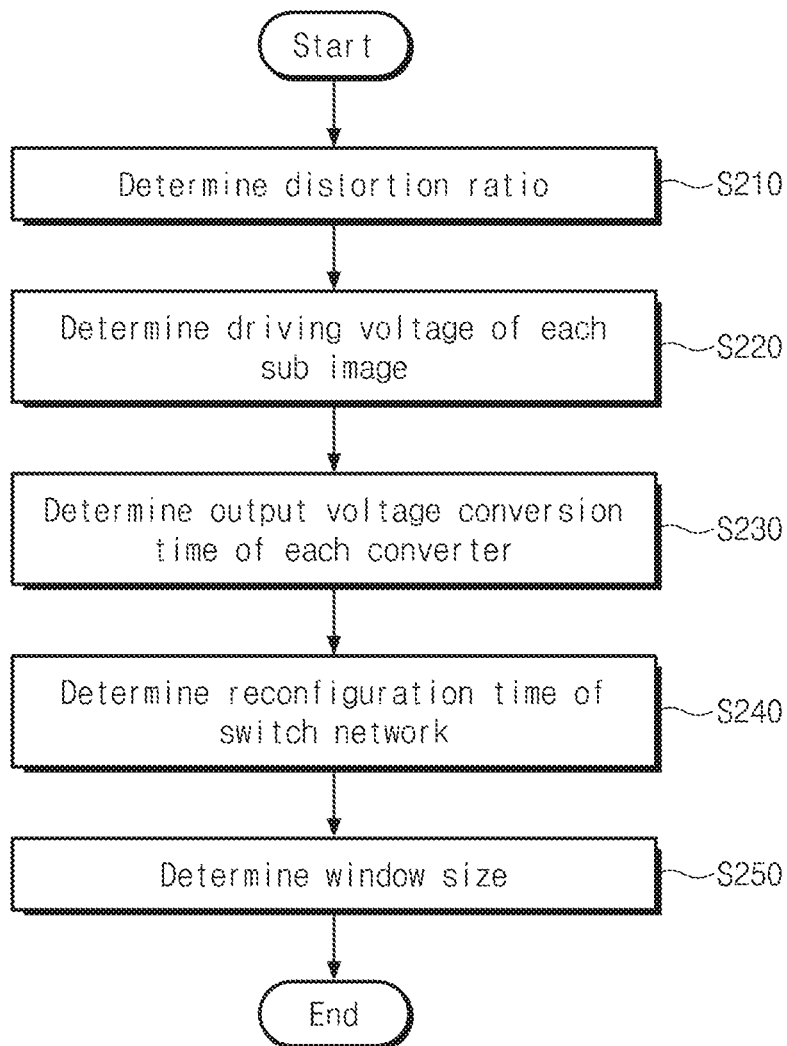 Start
Determine distortion ratio
S210
Determine driving voltage of each
sub image
S220
Determine output voltage conversion
time of each converter
S230
Determine reconfiguration time of
switch network
S240
Determine window size
S250
End